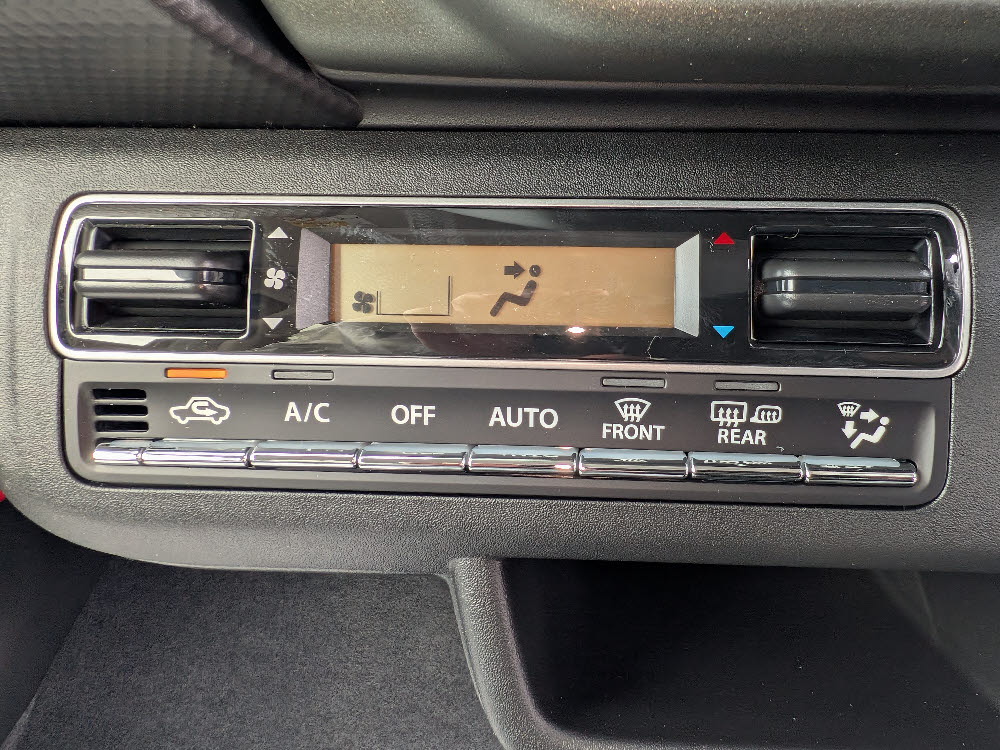 A/C
OFF
AUTO
FRONT
REAR